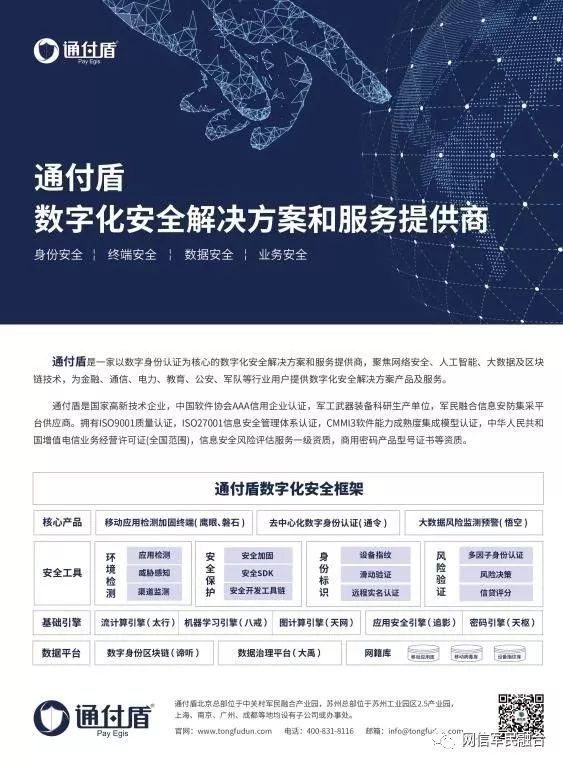 通付盾
Pay Egis
通付盾
数字化安全解决方案和服务提供商
身份安全 | 终端安全 | 数据安全 | 业务安全
通付盾是一家以数字身份认证为核心的数字化安全解决方案和服务提供商，聚焦网络安全、人工智能、大数据及区块
链技术，为金融、通信、电力、教育、公安、军队等行业用户提供数字化安全解决方案产品及服务。
通付盾是国家高新技术企业，中国软件协会AAA信用企业认证，军工武器装备科研生产单位，军民融合信息安防集采平
台供应商。拥有ISO9001质量认证，ISO27001信息安全管理体系认证，CMMI3软件能力成熟度集成模型认证，中华人民共和
国增值电信业务经营许可证(全国范围)，信息安全风险评估服务一级资质，商用密码产品型号证书等资质。
通付盾数字化安全框架
核心产品 移动应用检测加固终端(鹰眼、磐石) 去中心化数字身份认证(通令) 大数据风险监测预警(悟空)
安全工具
环境检测 应用检测 威胁感知 渠道监测
安全保护 安全加固 安全SDK 安全开发工具链
身份标识 设备指纹 滑动验证 远程实名认证
风险验证 多因子身份认证 风险决策 信贷评分
基础引擎 流计算引擎(太行) 机器学习引擎(八戒) 图计算引擎(天网) 应用安全引擎(追影) 密码引擎(天枢)
数据平台 数字身份区块链(谛听) 数据治理平台(大禹) 网籍库 移动应用库 移动病毒库 设备指纹库
通付盾
Pay Egis
通付盾北京总部位于中关村军民融合产业园，苏州总部位于苏州工业园区2.5产业园，
上海、南京、广州、成都等地均设有子公司或办事处。
官网：www.tongfudun.com 电话：400-831-8116 邮箱：info@tongfudun.com
网信军民融合